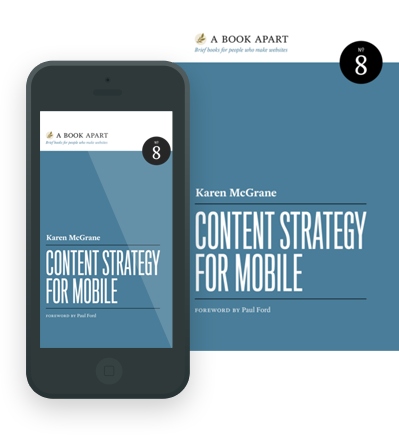 A BOOK APART
Brief books for people who make websites
Nº
8
Karen McGrane
CONTENT STRATEGY
FOR MOBILE
FOREWORD BY Paul Ford
A BOOK APART
Brief books for people who make websites
Nº
8
Karen McGrane
CONTENT STRATEGY
FOR MOBILE
FOREWORD BY Paul Ford